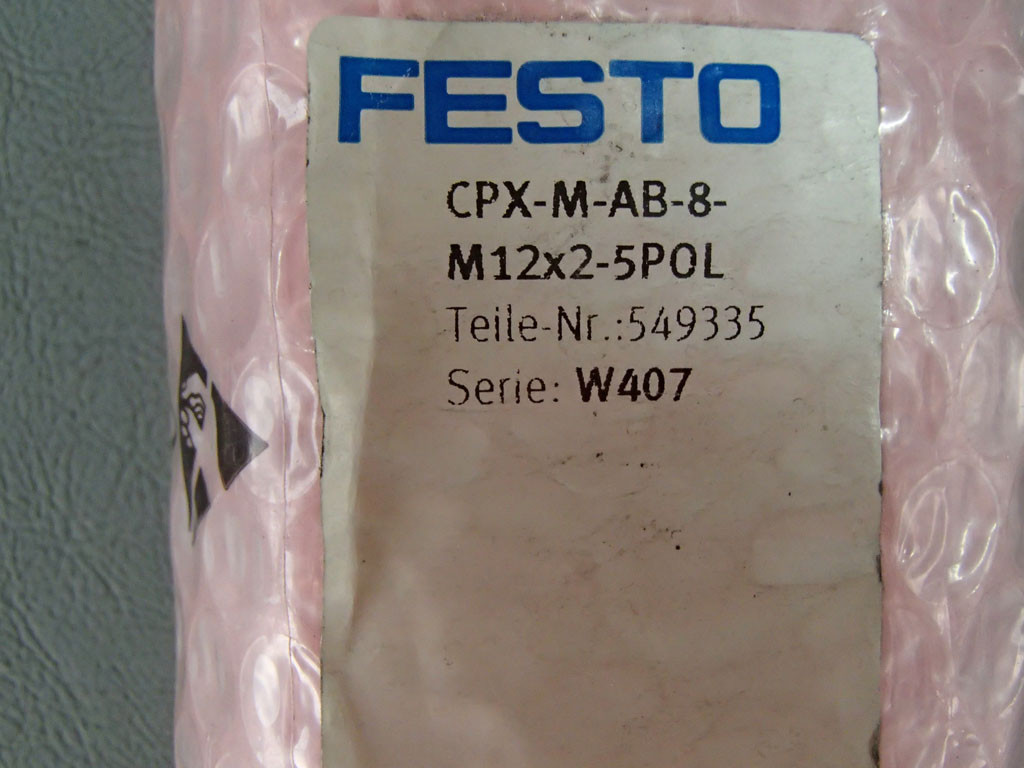 FESTO
CPX-M-AB-8-
M12x2-5POL
Teile-Nr.:549335
Serie: W407